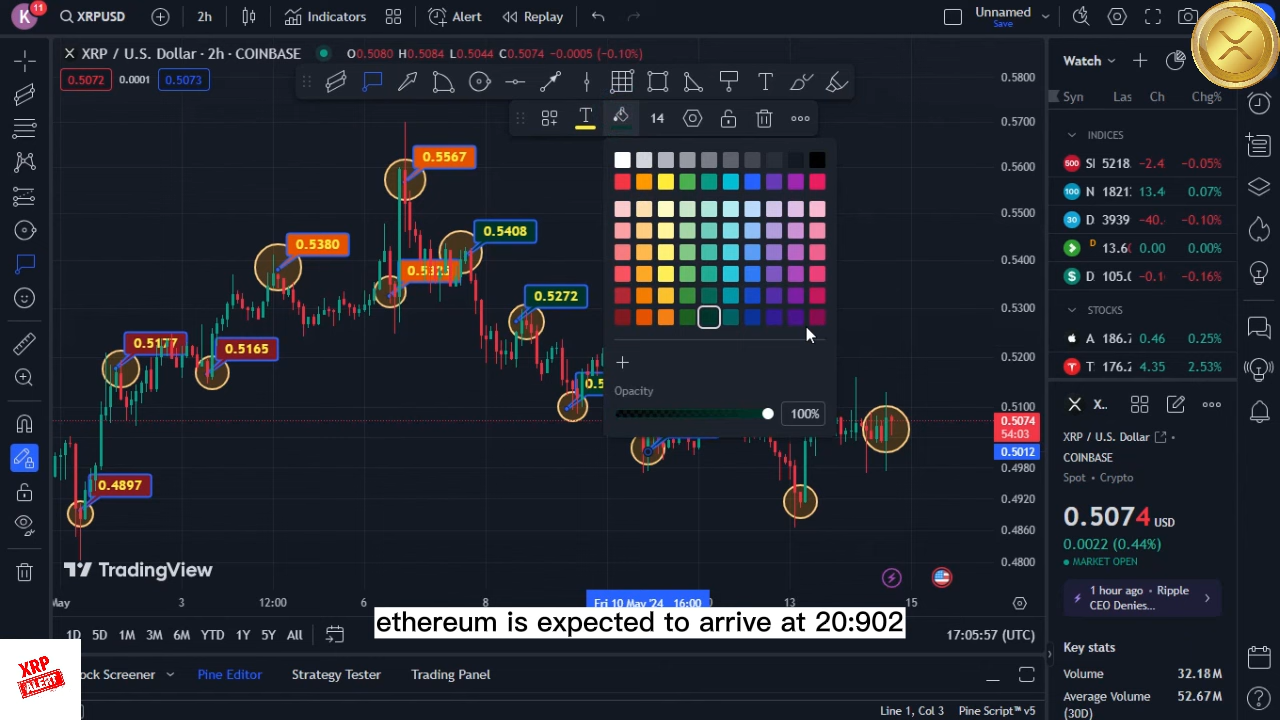 K
11
XRPUSD
2h
Indicators
Alert
Replay
Unnamed
Save
XRP / U.S. Dollar · 2h · COINBASE
O0.5080 H0.5084 L0.5044 C0.5074 -0.0005 (-0.10%)
0.5072
0.0001
0.5073
T
T
14
Watch
Syn
Las
Ch
Chg%
INDICES
500
5218.
-2.4
-0.05%
100
N
1821
13.4
0.07%
30
D
3939
-40.
-0.10%
D
13.6
0.00
0.00%
$
D
105.0
-0.1
-0.16%
STOCKS
A
186.
0.46
0.25%
T
176.2
4.35
2.53%
0.5800
0.5700
0.5600
0.5500
0.5400
0.5300
0.5200
0.5100
0.5074
54:03
0.5012
0.4980
0.4920
0.4860
0.4800
0.5567
0.5408
0.5380
0.5272
0.5177
0.5165
0.4897
Opacity
100%
X..
XRP / U.S. Dollar
COINBASE
Spot • Crypto
0.5074 USD
0.0022 (0.44%)
MARKET OPEN
1 hour ago • Ripple
CEO Denies...
Key stats
Volume
32.18M
Average Volume
52.67M
(30D)
TradingView
May
3
12:00
6
8
Fri 10 May '24 16:00
13
15
ethereum is expected to arrive at 20:902
1D
5D
1M
3M
6M
YTD
1Y
5Y
All
17:05:57 (UTC)
XRP
ALERT
ock Screener
Pine Editor
Strategy Tester
Trading Panel
Line 1, Col 3
Pine Script™ v5